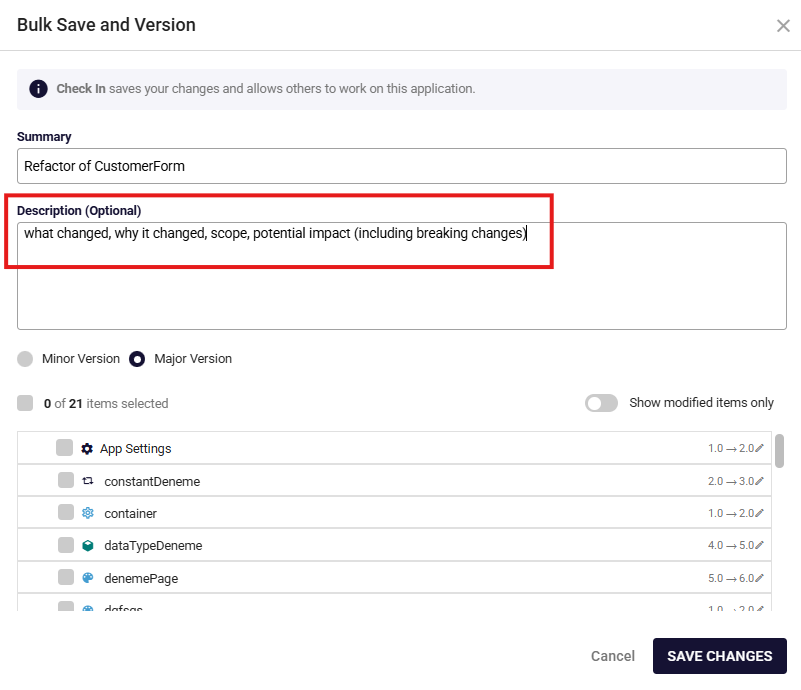 Bulk Save and Version
Check In saves your changes and allows others to work on this application.
Summary
Refactor of CustomerForm
Description (Optional)
what changed, why it changed, scope, potential impact (including breaking changes)
Minor Version Major Version
0 of 21 items selected Show modified items only
App Settings 1.0→2.0
constantDeneme 2.0→3.0
container 1.0→2.0
dataTypeDeneme 4.0→5.0
denemePage 5.0→6.0
1.0→2.0
Cancel SAVE CHANGES